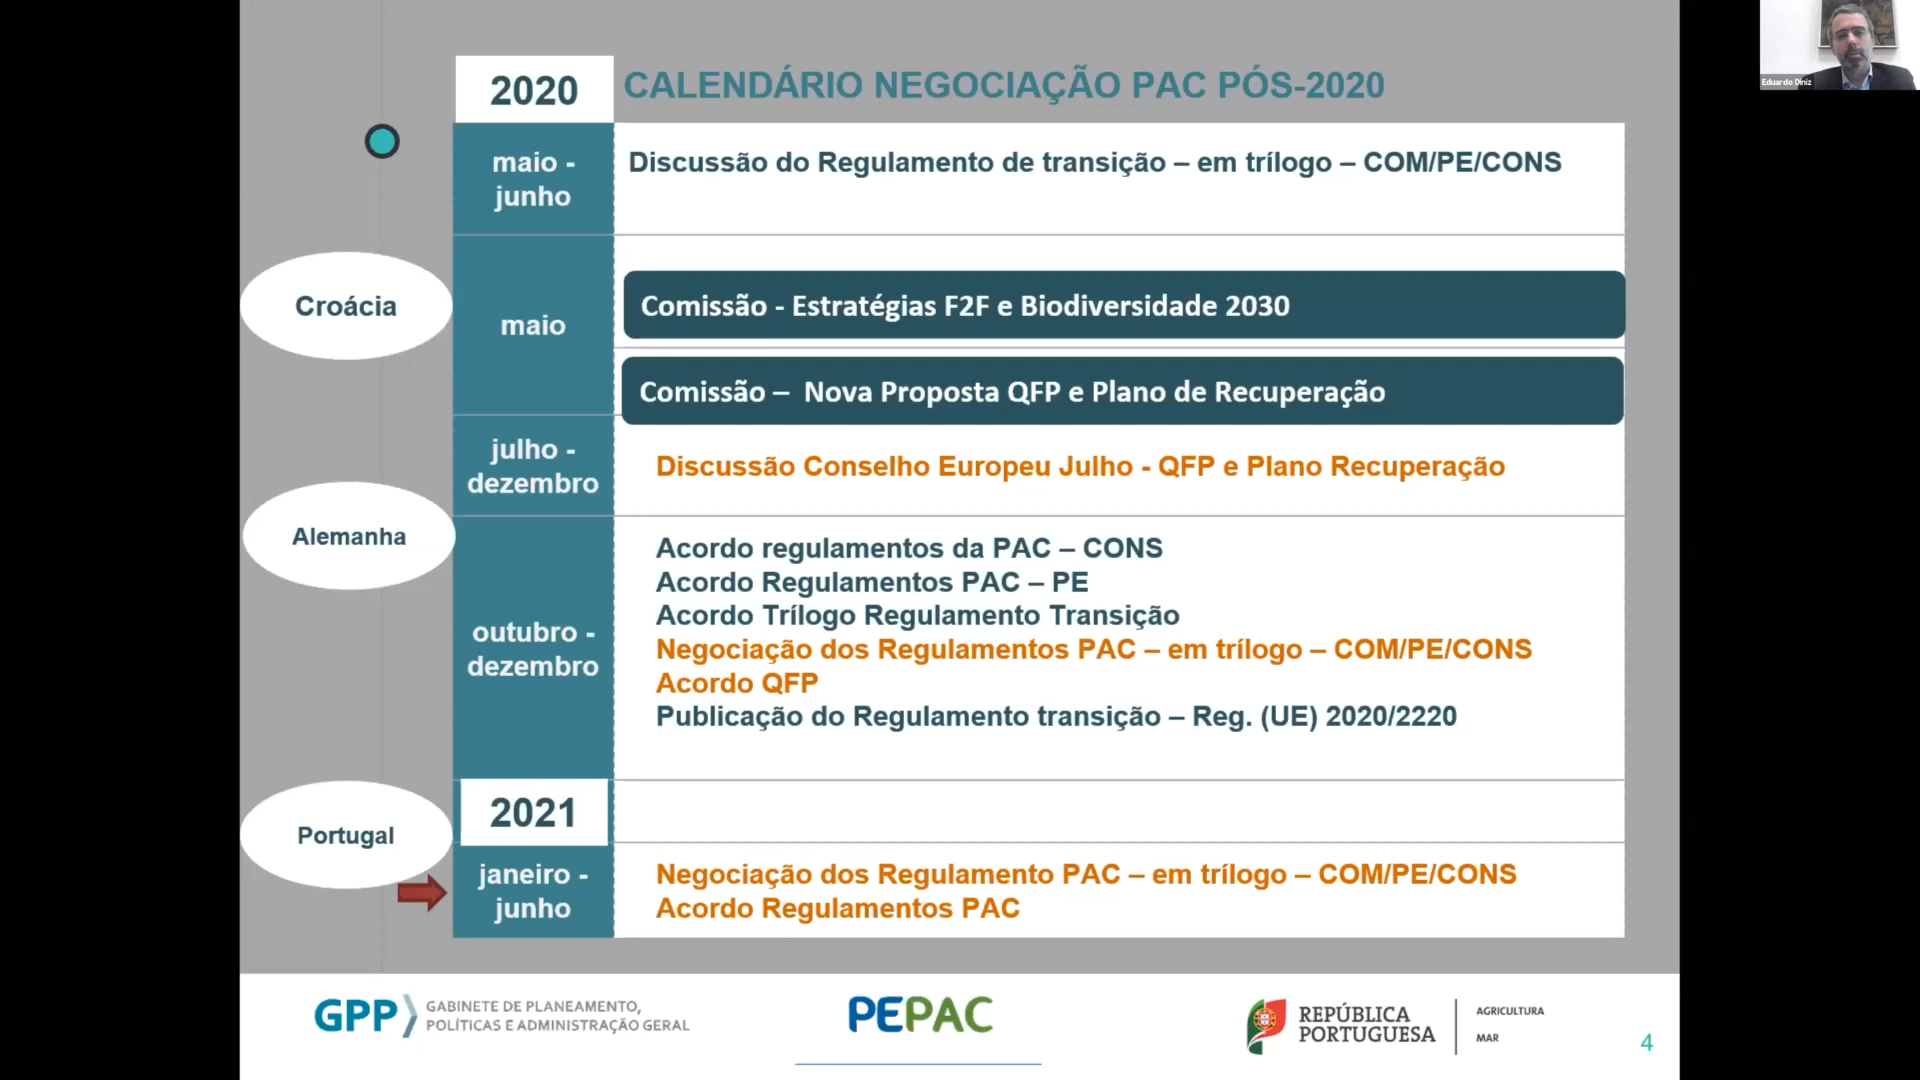 Eduardo Diniz
2020
CALENDÁRIO NEGOCIAÇÃO PAC PÓS-2020
maio -
junho
Discussão do Regulamento de transição – em trílogo – COM/PE/CONS
Croácia
maio
Comissão - Estratégias F2F e Biodiversidade 2030
Comissão – Nova Proposta QFP e Plano de Recuperação
julho -
dezembro
Discussão Conselho Europeu Julho - QFP e Plano Recuperação
Alemanha
outubro -
dezembro
Acordo regulamentos da PAC – CONS
Acordo Regulamentos PAC – PE
Acordo Trílogo Regulamento Transição
Negociação dos Regulamentos PAC – em trílogo – COM/PE/CONS
Acordo QFP
Publicação do Regulamento transição – Reg. (UE) 2020/2220
Portugal
2021
janeiro -
junho
Negociação dos Regulamento PAC – em trílogo – COM/PE/CONS
Acordo Regulamentos PAC
GPP
GABINETE DE PLANEAMENTO,
POLÍTICAS E ADMINISTRAÇÃO GERAL
PEPAC
REPÚBLICA
PORTUGUESA
AGRICULTURA
MAR
4